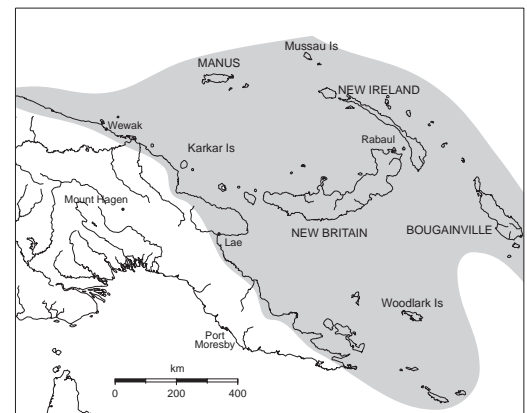 Mussau Is
MANUS
NEW IRELAND
Wewak
Rabaul
Karkar Is
Mount Hagen
NEW BRITAIN
BOUGAINVILLE
Lae
Woodlark Is
Port
Moresby
km
0 200 400